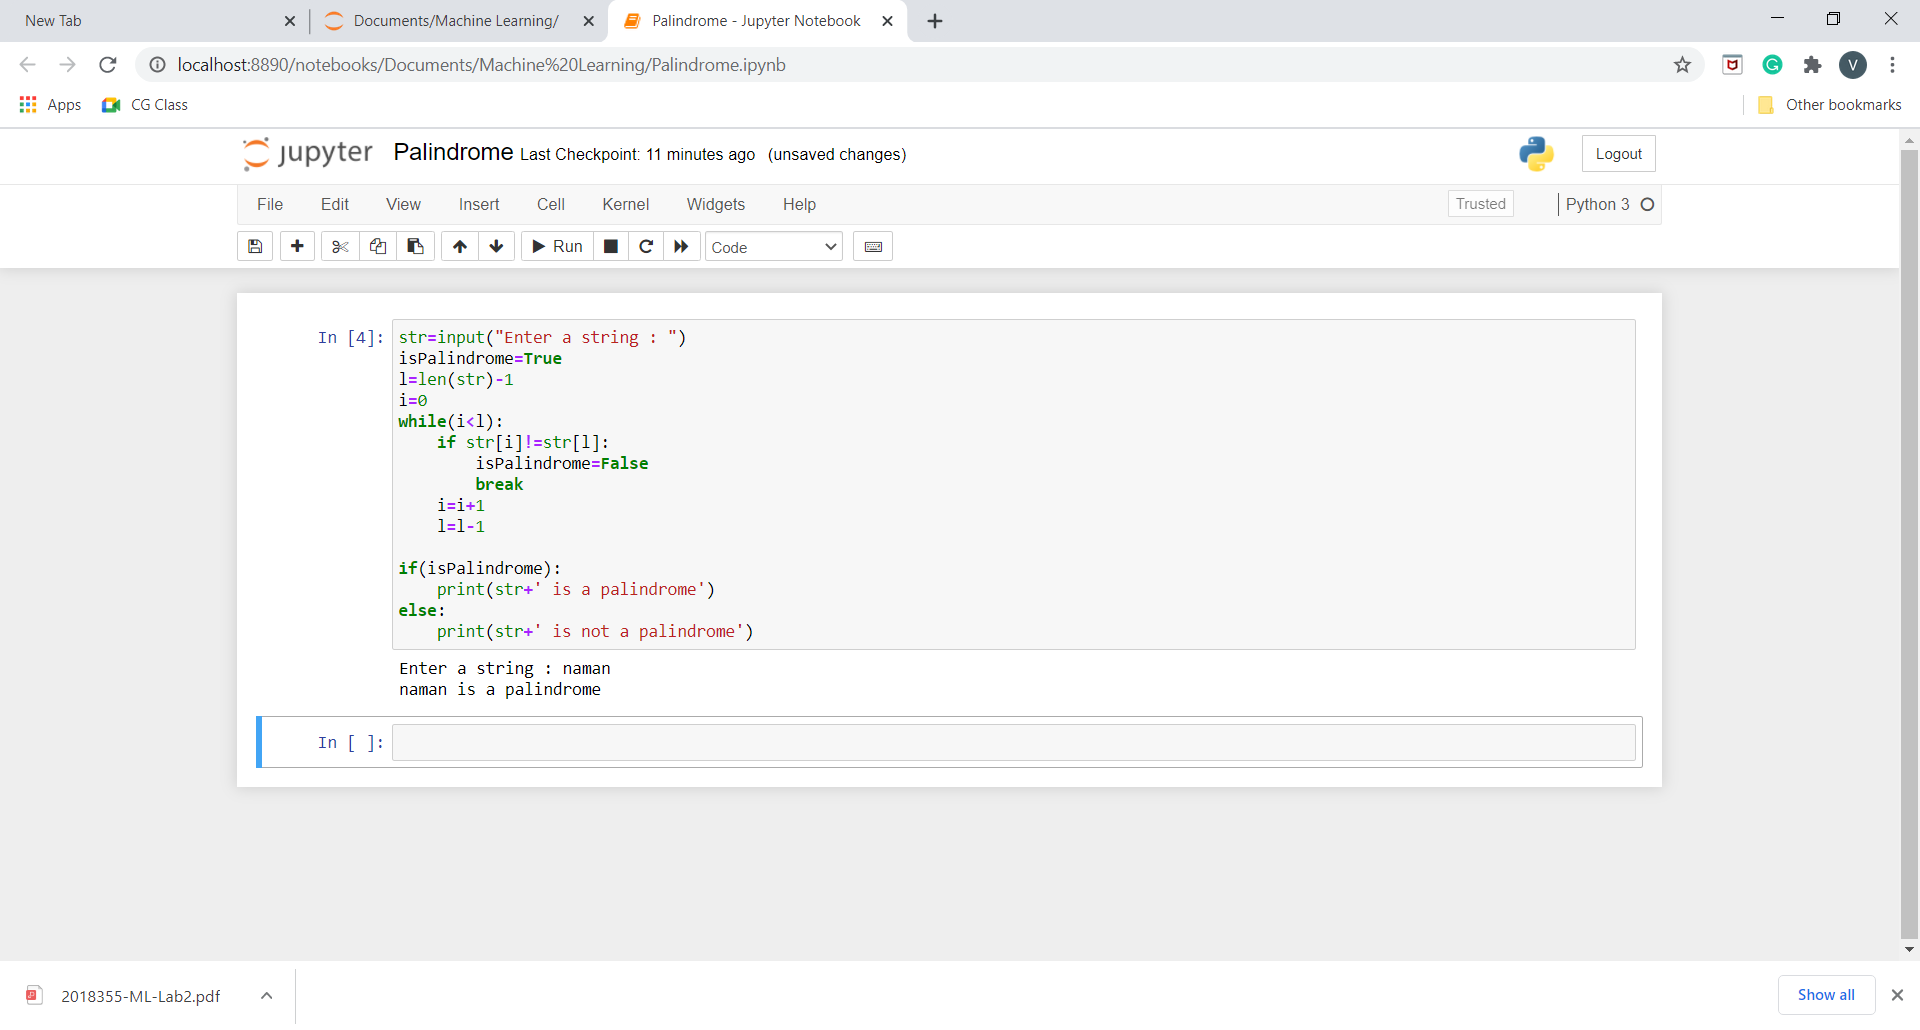 New Tab
Documents/Machine Learning/
Palindrome - Jupyter Notebook
localhost:8890/notebooks/Documents/Machine%20Learning/Palindrome.ipynb
V
Apps
CG Class
Other bookmarks
jupyter Palindrome Last Checkpoint: 11 minutes ago (unsaved changes)
Logout
File Edit View Insert Cell Kernel Widgets Help
Trusted
Python 3
Run
Code
In [4]:
str=input("Enter a string : ")
isPalindrome=True
l=len(str)-1
i=0
while(i<l):
    if str[i]!=str[l]:
        isPalindrome=False
        break
    i=i+1
    l=l-1

if(isPalindrome):
    print(str+' is a palindrome')
else:
    print(str+' is not a palindrome')
Enter a string : naman
naman is a palindrome
In [ ]:
2018355-ML-Lab2.pdf
Show all